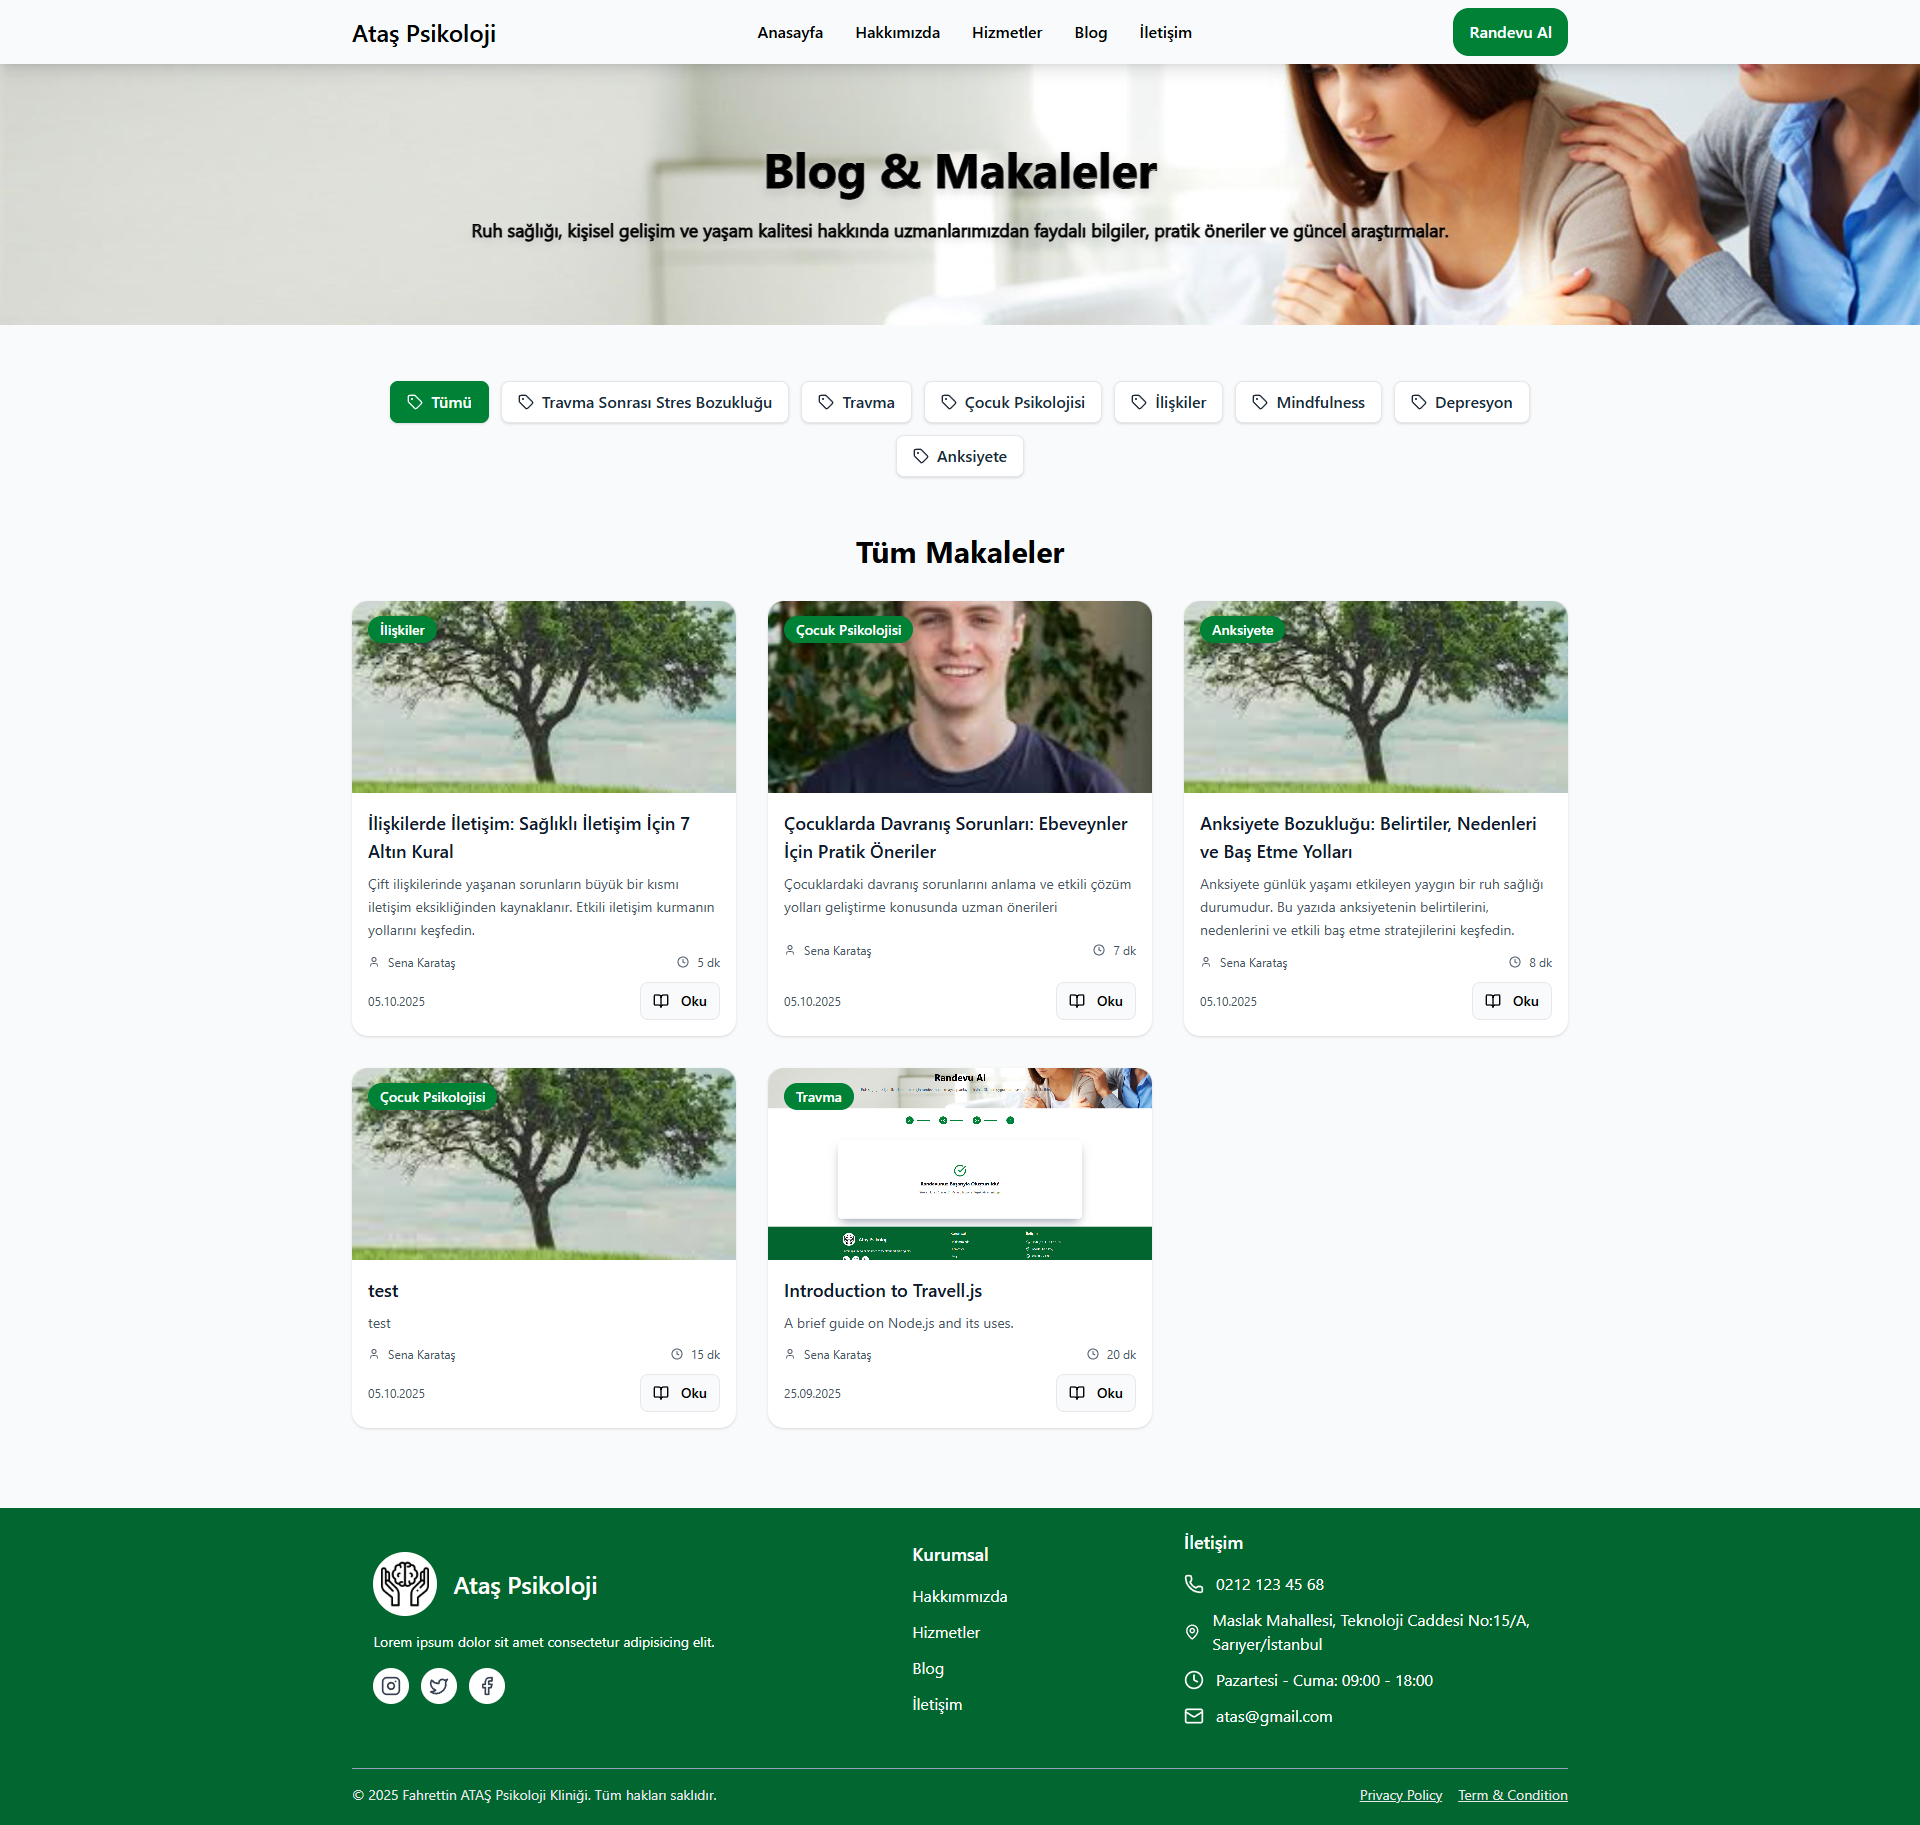 Ataş Psikoloji
Anasayfa
Hakkımızda
Hizmetler
Blog
İletişim
Randevu Al
Blog & Makaleler
Ruh sağlığı, kişisel gelişim ve yaşam kalitesi hakkında uzmanlarımızdan faydalı bilgiler, pratik öneriler ve güncel araştırmalar.
Tümü
Travma Sonrası Stres Bozukluğu
Travma
Çocuk Psikolojisi
İlişkiler
Mindfulness
Depresyon
Anksiyete
Tüm Makaleler
İlişkiler
İlişkilerde İletişim: Sağlıklı İletişim İçin 7
Altın Kural
Çift ilişkilerinde yaşanan sorunların büyük bir kısmı
iletişim eksikliğinden kaynaklanır. Etkili iletişim kurmanın
yollarını keşfedin.
Sena Karataş
5 dk
05.10.2025
Oku
Çocuk Psikolojisi
Çocuklarda Davranış Sorunları: Ebeveynler
İçin Pratik Öneriler
Çocuklardaki davranış sorunlarını anlama ve etkili çözüm
yolları geliştirme konusunda uzman önerileri
Sena Karataş
7 dk
05.10.2025
Oku
Anksiyete
Anksiyete Bozukluğu: Belirtiler, Nedenleri
ve Baş Etme Yolları
Anksiyete günlük yaşamı etkileyen yaygın bir ruh sağlığı
durumudur. Bu yazıda anksiyetenin belirtilerini,
nedenlerini ve etkili baş etme stratejilerini keşfedin.
Sena Karataş
8 dk
05.10.2025
Oku
Çocuk Psikolojisi
test
test
Sena Karataş
15 dk
05.10.2025
Oku
Randevu Al
Travma
Introduction to Travell.js
A brief guide on Node.js and its uses.
Sena Karataş
20 dk
25.09.2025
Oku
Ataş Psikoloji
Lorem ipsum dolor sit amet consectetur adipisicing elit.
Kurumsal
Hakkımmızda
Hizmetler
Blog
İletişim
İletişim
0212 123 45 68
Maslak Mahallesi, Teknoloji Caddesi No:15/A,
Sarıyer/İstanbul
Pazartesi - Cuma: 09:00 - 18:00
atas@gmail.com
© 2025 Fahrettin ATAŞ Psikoloji Kliniği. Tüm hakları saklıdır.
Privacy Policy
Term & Condition